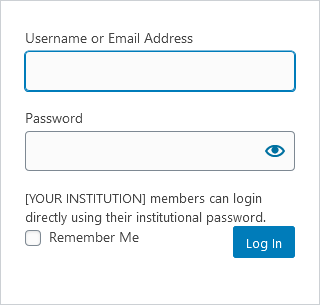 Username or Email Address
Password
[YOUR INSTITUTION] members can login
directly using their institutional password.
Remember Me
Log In